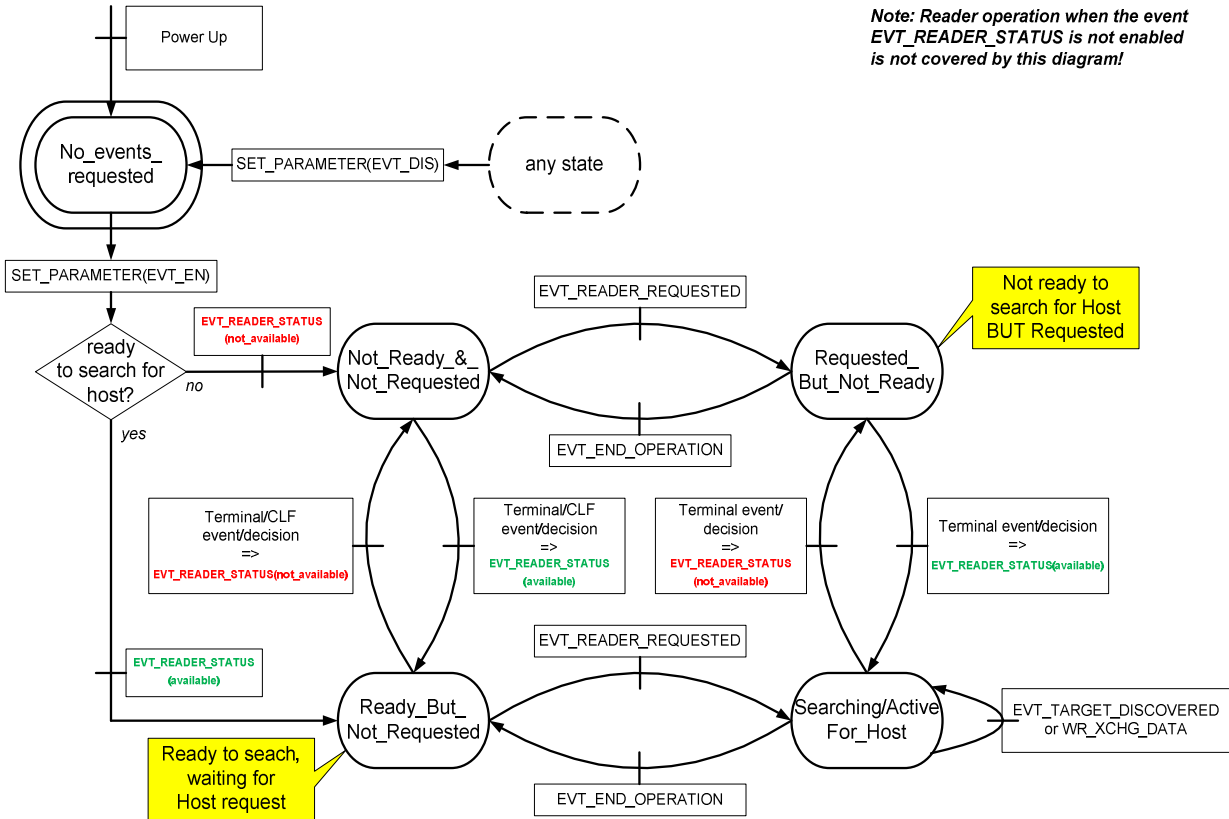 Note: Reader operation when the event
EVT_READER_STATUS is not enabled
is not covered by this diagram!
Power Up
No_events_
requested
SET_PARAMETER(EVT_DIS)
any state
SET_PARAMETER(EVT_EN)
EVT_READER_STATUS
(not_available)
ready
to search for
host?
no
yes
Not_Ready_&_
Not_Requested
EVT_READER_REQUESTED
Requested_
But_Not_Ready
Not ready to
search for Host
BUT Requested
EVT_END_OPERATION
Terminal/CLF
event/decision
=>
EVT_READER_STATUS(not_available)
Terminal/CLF
event/decision
=>
EVT_READER_STATUS
(available)
Terminal event/
decision
=>
EVT_READER_STATUS
(not_available)
Terminal event/decision
=>
EVT_READER_STATUS(available)
EVT_READER_STATUS
(available)
EVT_READER_REQUESTED
Ready_But_
Not_Requested
Searching/Active
For_Host
EVT_TARGET_DISCOVERED
or WR_XCHG_DATA
Ready to seach,
waiting for
Host request
EVT_END_OPERATION